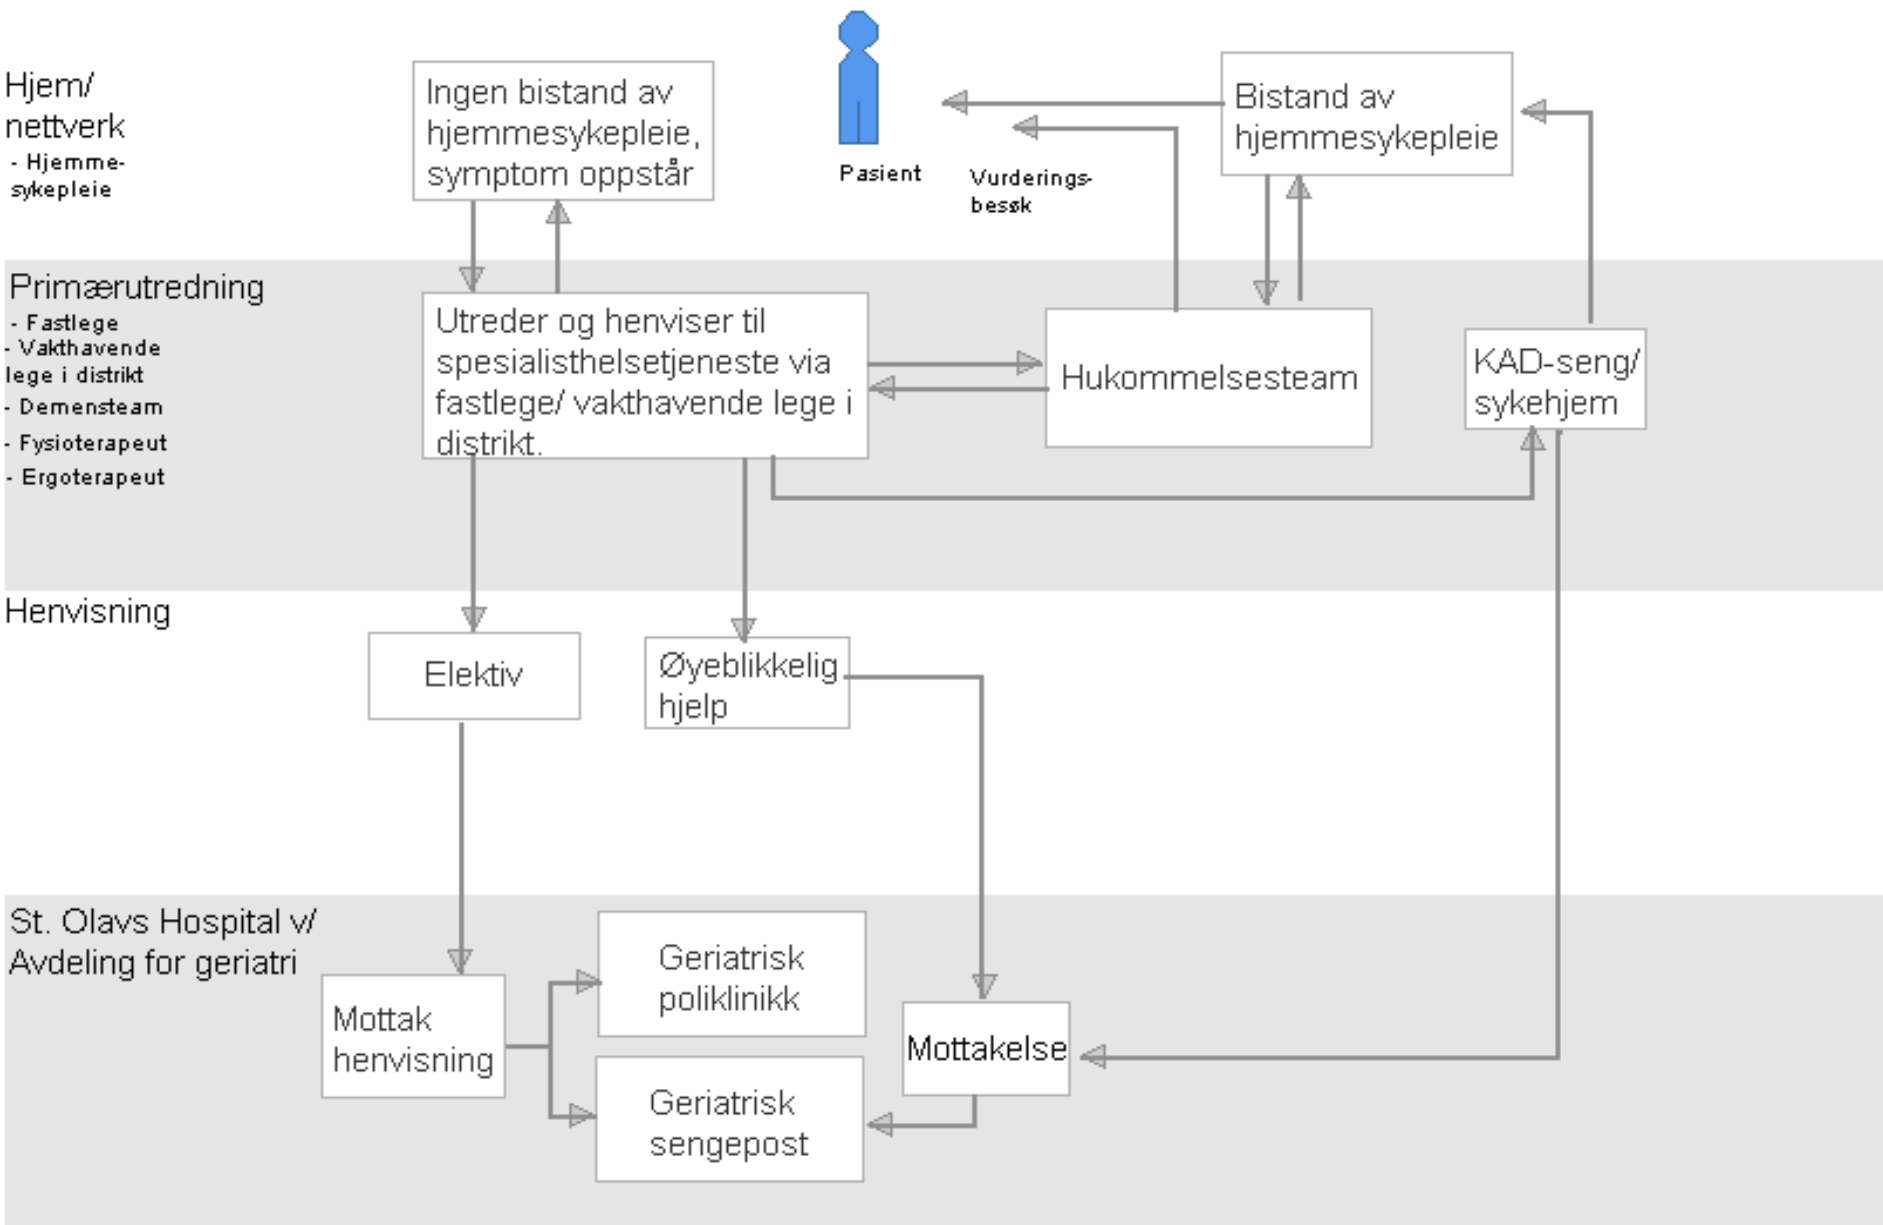 Hjem/
nettverk
- Hjemme-
sykepleie
Ingen bistand av
hjemmesykepleie,
symptom oppstår
Pasient
Vurderings-
besøk
Bistand av
hjemmesykepleie
Primærutredning
- Fastlege
- Vakthavende
lege i distrikt
- Demensteam
- Fysioterapeut
- Ergoterapeut
Utreder og henviser til
spesialisthelsetjeneste via
fastlege/ vakthavende lege i
distrikt.
Hukommelsesteam
KAD-seng/
sykehjem
Henvisning
Elektiv
Øyeblikkelig
hjelp
St. Olavs Hospital v/
Avdeling for geriatri
Mottak
henvisning
Geriatrisk
poliklinikk
Geriatrisk
sengepost
Mottakelse